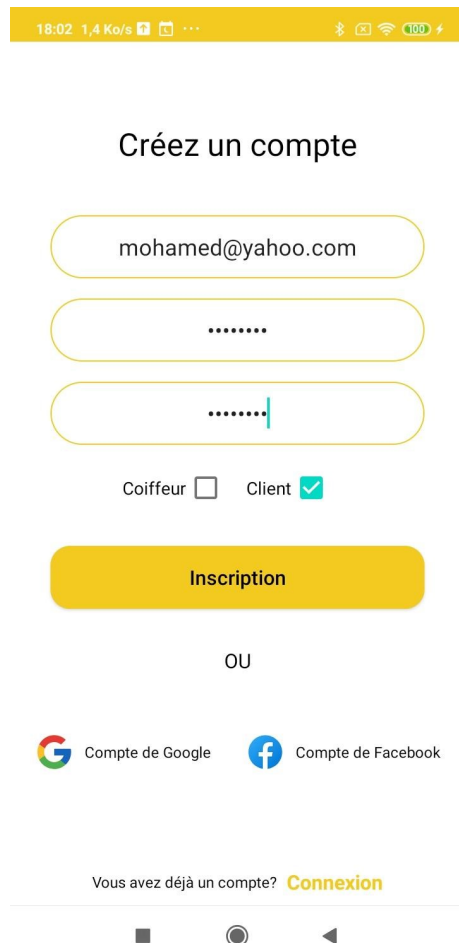 18:02 1,4 Ko/s ... 100
Créez un compte
mohamed@yahoo.com
••••••••
••••••••
Coiffeur Client
Inscription
OU
Compte de Google Compte de Facebook
Vous avez déjà un compte? Connexion